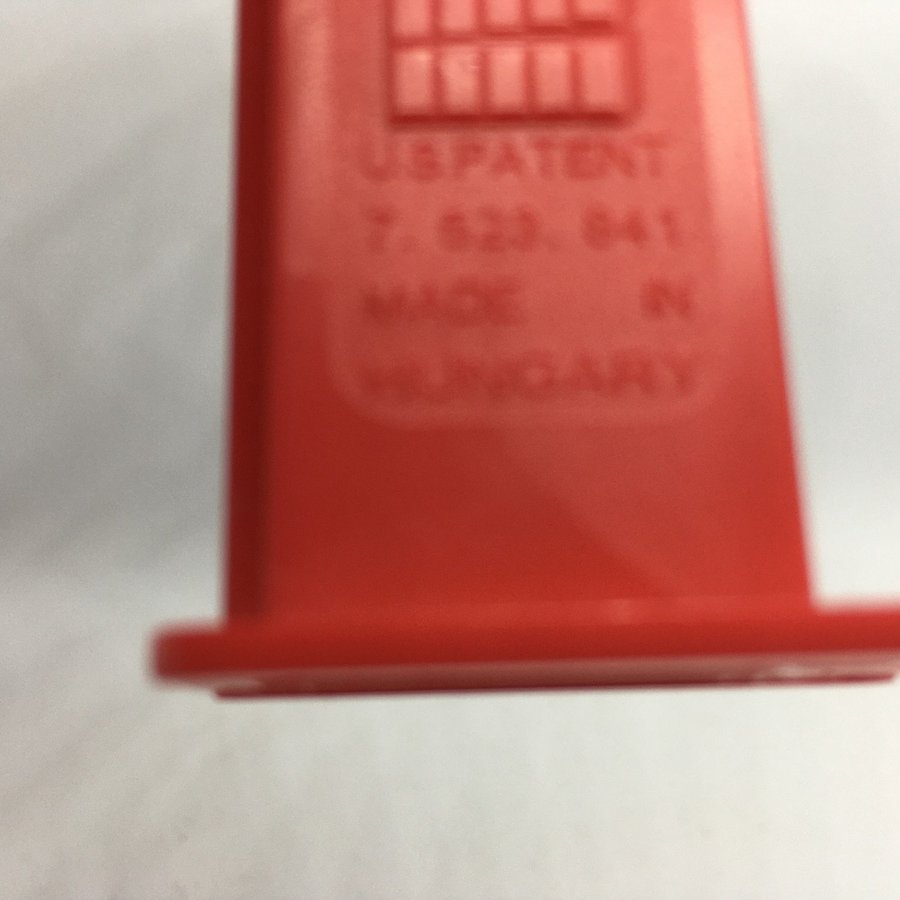 U.S PATENT
7. 523. 841
MADE IN
HUNGARY